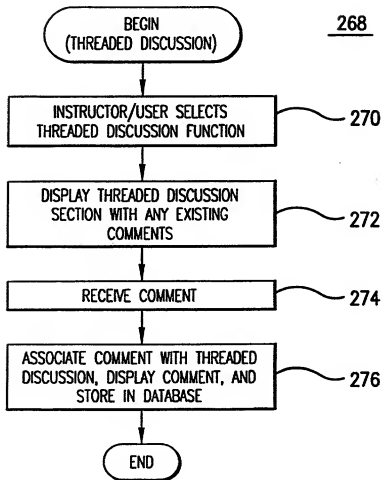 BEGIN
(THREADED DISCUSSION)
268
INSTRUCTOR/USER SELECTS
THREADED DISCUSSION FUNCTION
270
DISPLAY THREADED DISCUSSION
SECTION WITH ANY EXISTING
COMMENTS
272
RECEIVE COMMENT
274
ASSOCIATE COMMENT WITH THREADED
DISCUSSION, DISPLAY COMMENT, AND
STORE IN DATABASE
276
END